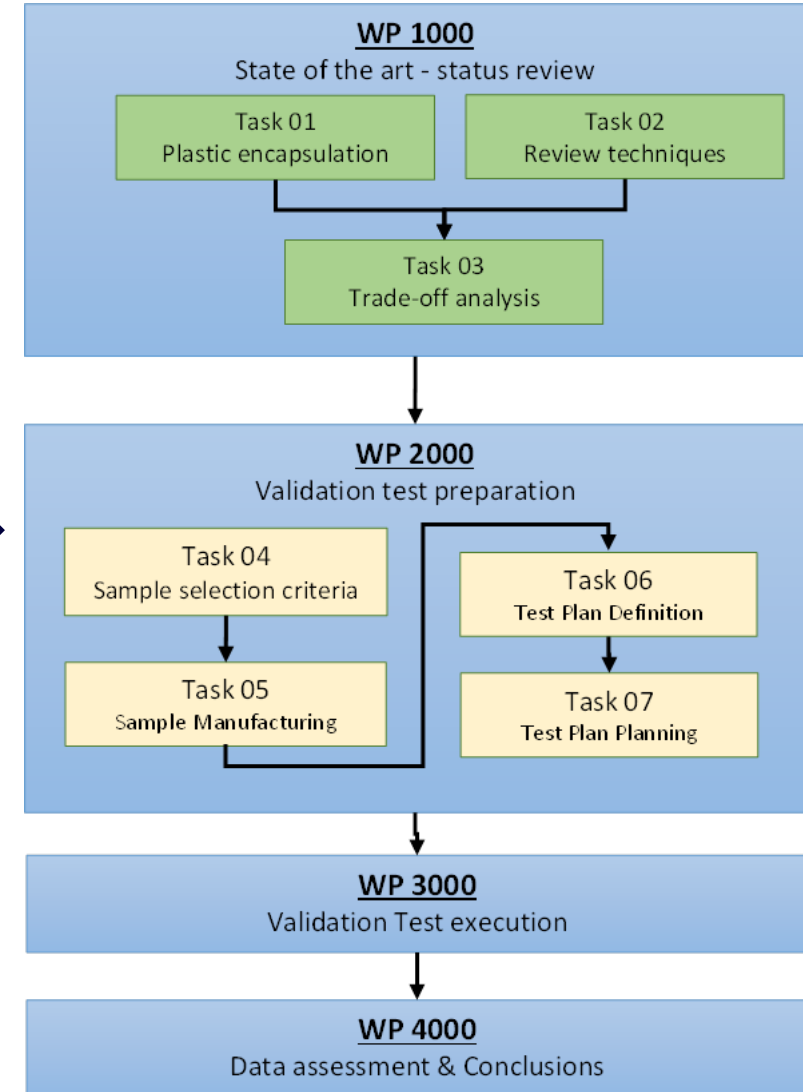 WP 1000
State of the art - status review
Task 01
Plastic encapsulation
Task 02
Review techniques
Task 03
Trade-off analysis
WP 2000
Validation test preparation
Task 04
Sample selection criteria
Task 05
Sample Manufacturing
Task 06
Test Plan Definition
Task 07
Test Plan Planning
WP 3000
Validation Test execution
WP 4000
Data assessment & Conclusions